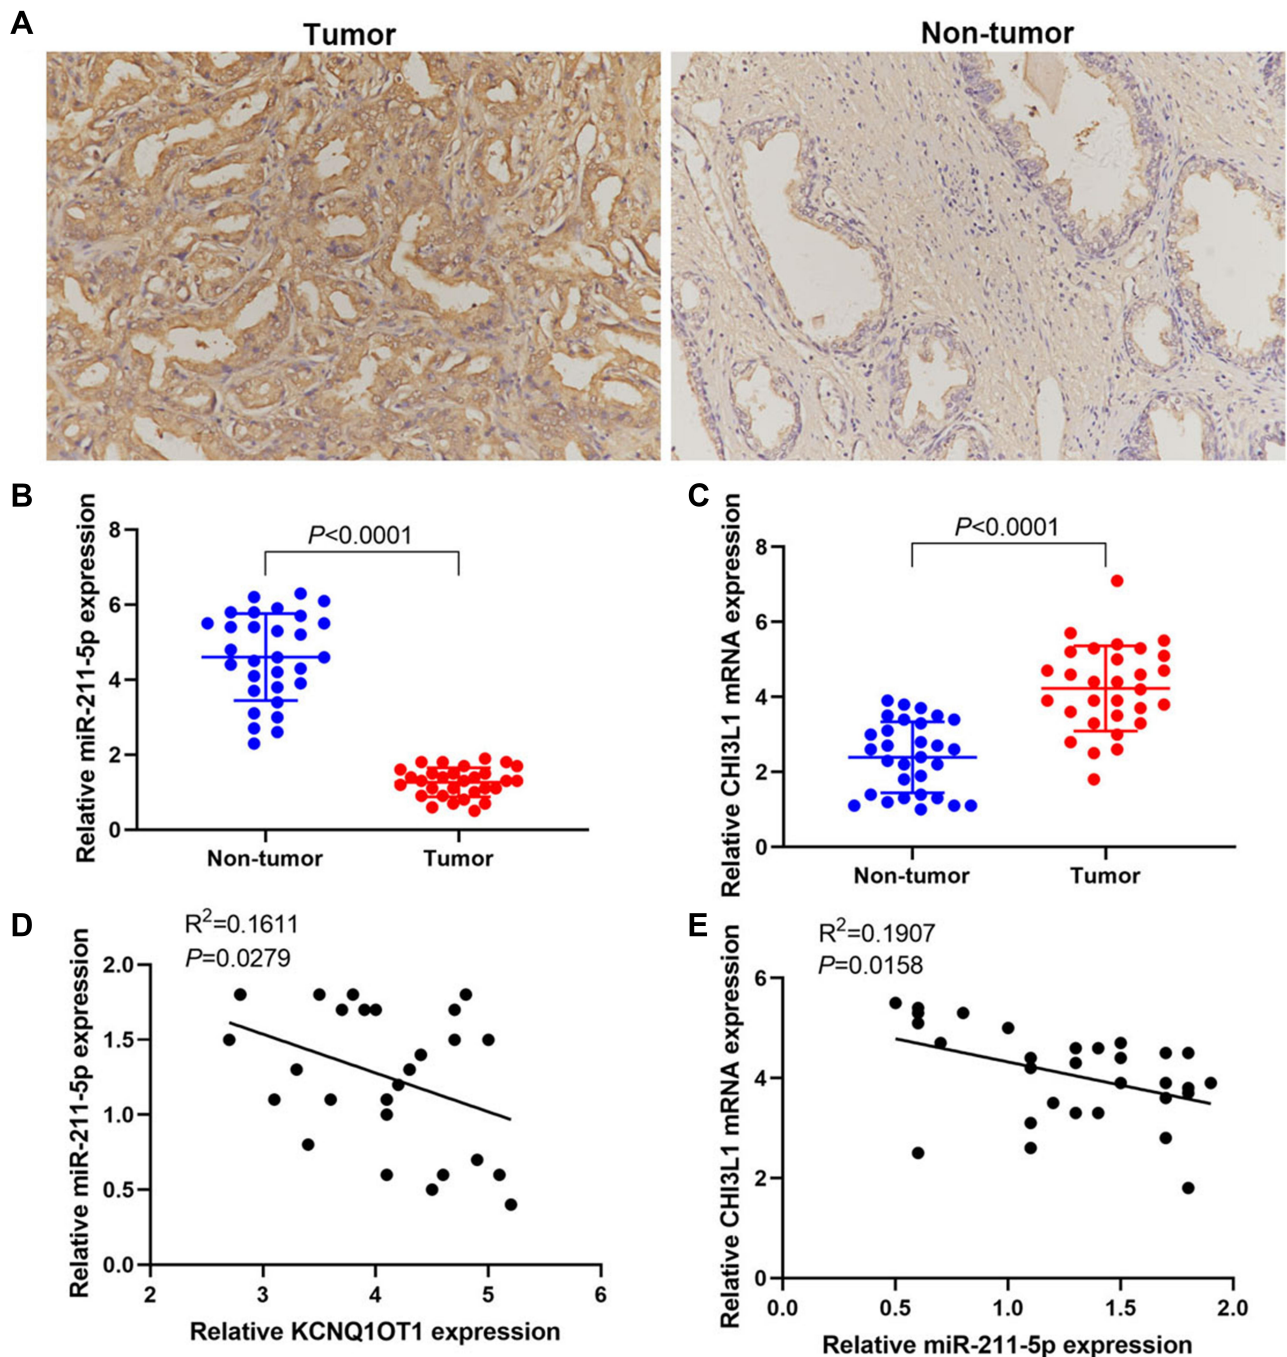 A
Tumor
Non-tumor
B
Relative miR-211-5p expression
P<0.0001
8
6
4
2
0
Non-tumor
Tumor
C
Relative CHI3L1 mRNA expression
P<0.0001
8
6
4
2
0
Non-tumor
Tumor
D
R²=0.1611
P=0.0279
Relative miR-211-5p expression
2.0
1.5
1.0
0.5
0.0
2 3 4 5 6
Relative KCNQ1OT1 expression
E
R²=0.1907
P=0.0158
Relative CHI3L1 mRNA expression
6
4
2
0
0.0 0.5 1.0 1.5 2.0
Relative miR-211-5p expression